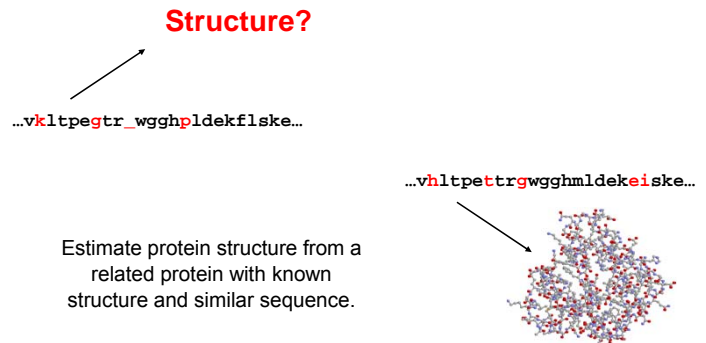 Structure?
…vkltpegtr_wgghpldekflske…
…vhltpettrgwgghmldekeiske…
Estimate protein structure from a
related protein with known
structure and similar sequence.